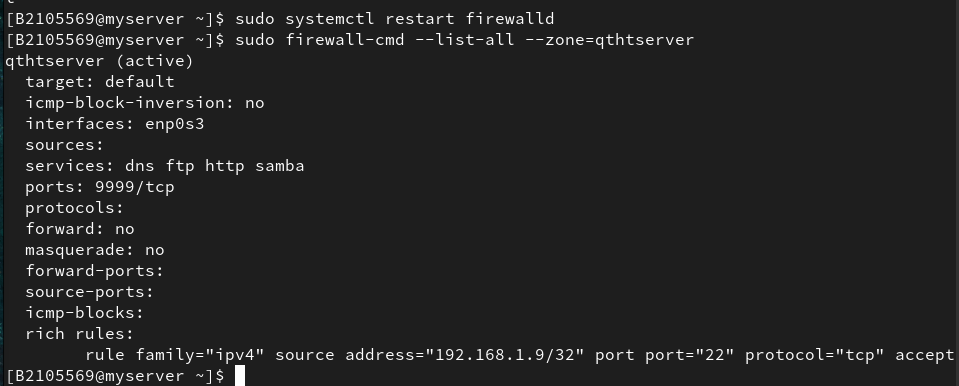 [B2105569@myserver ~]$ sudo systemctl restart firewalld
[B2105569@myserver ~]$ sudo firewall-cmd --list-all --zone=qthtserver
qthtserver (active)
  target: default
  icmp-block-inversion: no
  interfaces: enp0s3
  sources:
  services: dns ftp http samba
  ports: 9999/tcp
  protocols:
  forward: no
  masquerade: no
  forward-ports:
  source-ports:
  icmp-blocks:
  rich rules:
        rule family="ipv4" source address="192.168.1.9/32" port port="22" protocol="tcp" accept
[B2105569@myserver ~]$